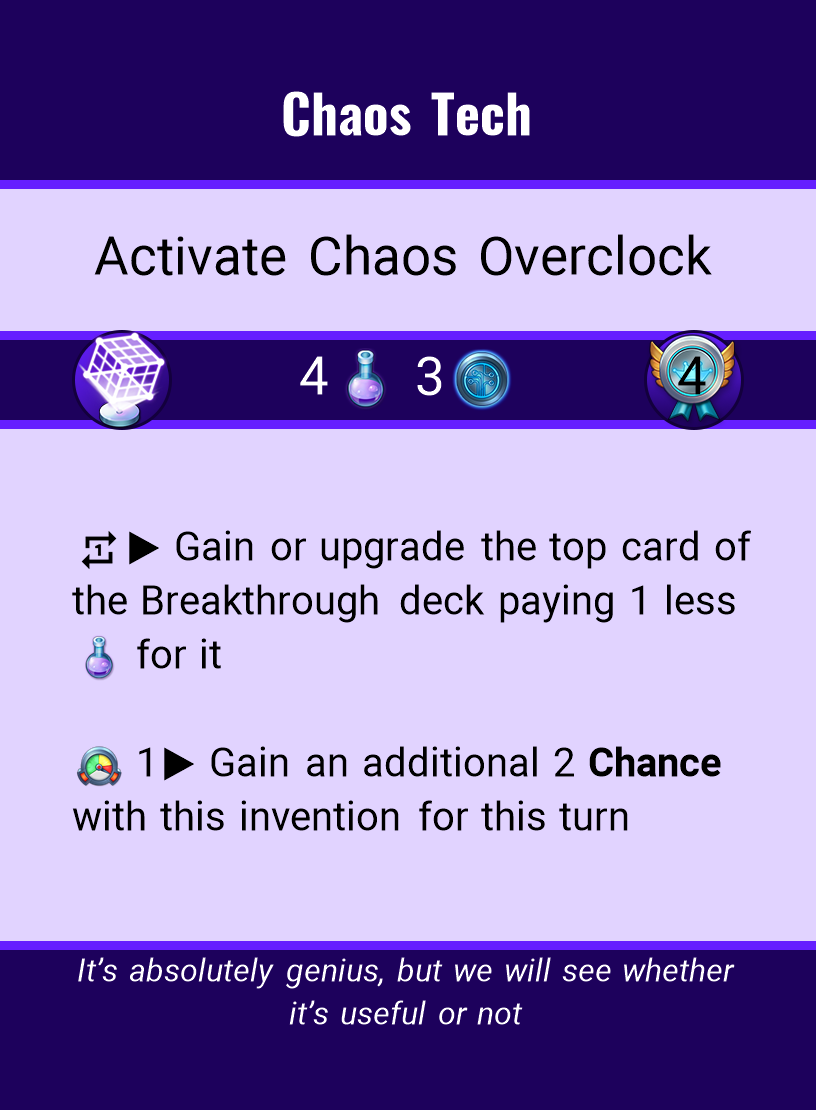 Chaos Tech
Activate Chaos Overclock
4 3 4
1 ▶ Gain or upgrade the top card of
the Breakthrough deck paying 1 less
for it
1▶ Gain an additional 2 Chance
with this invention for this turn
It’s absolutely genius, but we will see whether
it’s useful or not